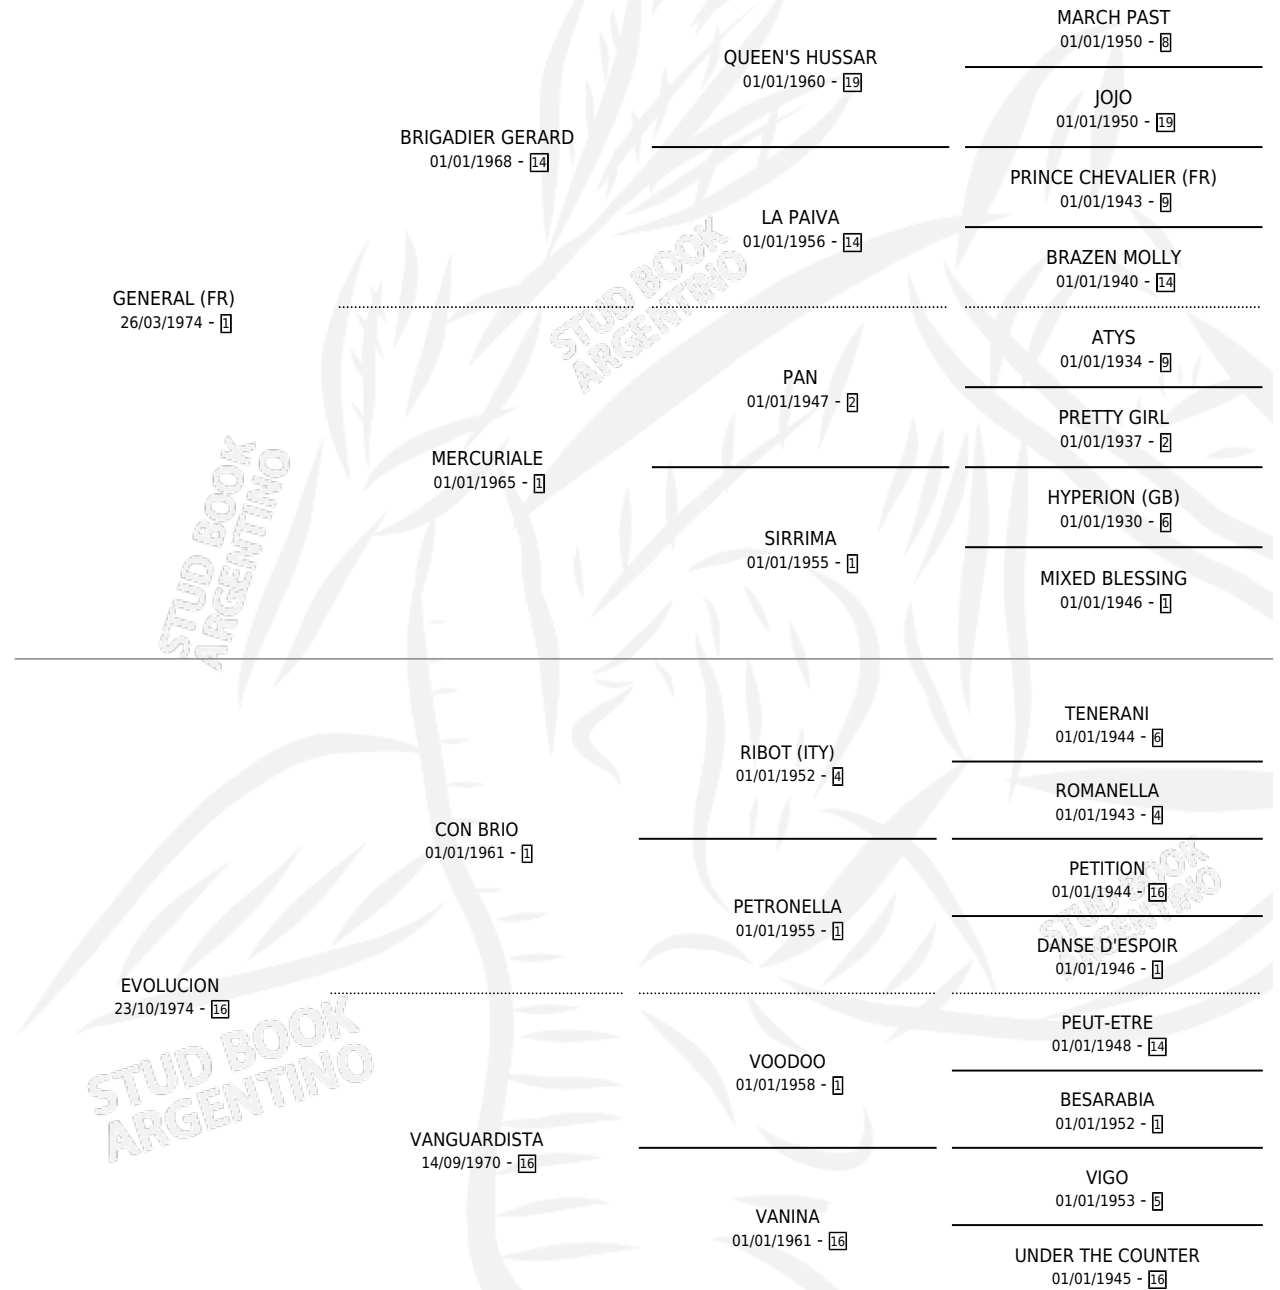 MARCH PAST
01/01/1950 - 8
QUEEN'S HUSSAR
01/01/1960 - 19
JOJO
01/01/1950 - 19
BRIGADIER GERARD
01/01/1968 - 14
PRINCE CHEVALIER (FR)
01/01/1943 - 9
LA PAIVA
01/01/1956 - 14
BRAZEN MOLLY
01/01/1940 - 14
GENERAL (FR)
26/03/1974 - 1
STUD BOOK
ARGENTINO
ATYS
01/01/1934 - 9
PAN
01/01/1947 - 2
PRETTY GIRL
01/01/1937 - 2
MERCURIALE
01/01/1965 - 1
HYPERION (GB)
01/01/1930 - 6
SIRRIMA
01/01/1955 - 1
MIXED BLESSING
01/01/1946 - 1
STUD BOOK
ARGENTINO
TENERANI
01/01/1944 - 6
RIBOT (ITY)
01/01/1952 - 4
ROMANELLA
01/01/1943 - 4
CON BRIO
01/01/1961 - 1
PETITION
01/01/1944 - 16
STUD BOOK
ARGENTINO
PETRONELLA
01/01/1955 - 1
DANSE D'ESPOIR
01/01/1946 - 1
EVOLUCION
23/10/1974 - 16
STUD BOOK
ARGENTINO
PEUT-ETRE
01/01/1948 - 14
VOODOO
01/01/1958 - 1
BESARABIA
01/01/1952 - 1
VANGUARDISTA
14/09/1970 - 16
VIGO
01/01/1953 - 5
VANINA
01/01/1961 - 16
UNDER THE COUNTER
01/01/1945 - 16